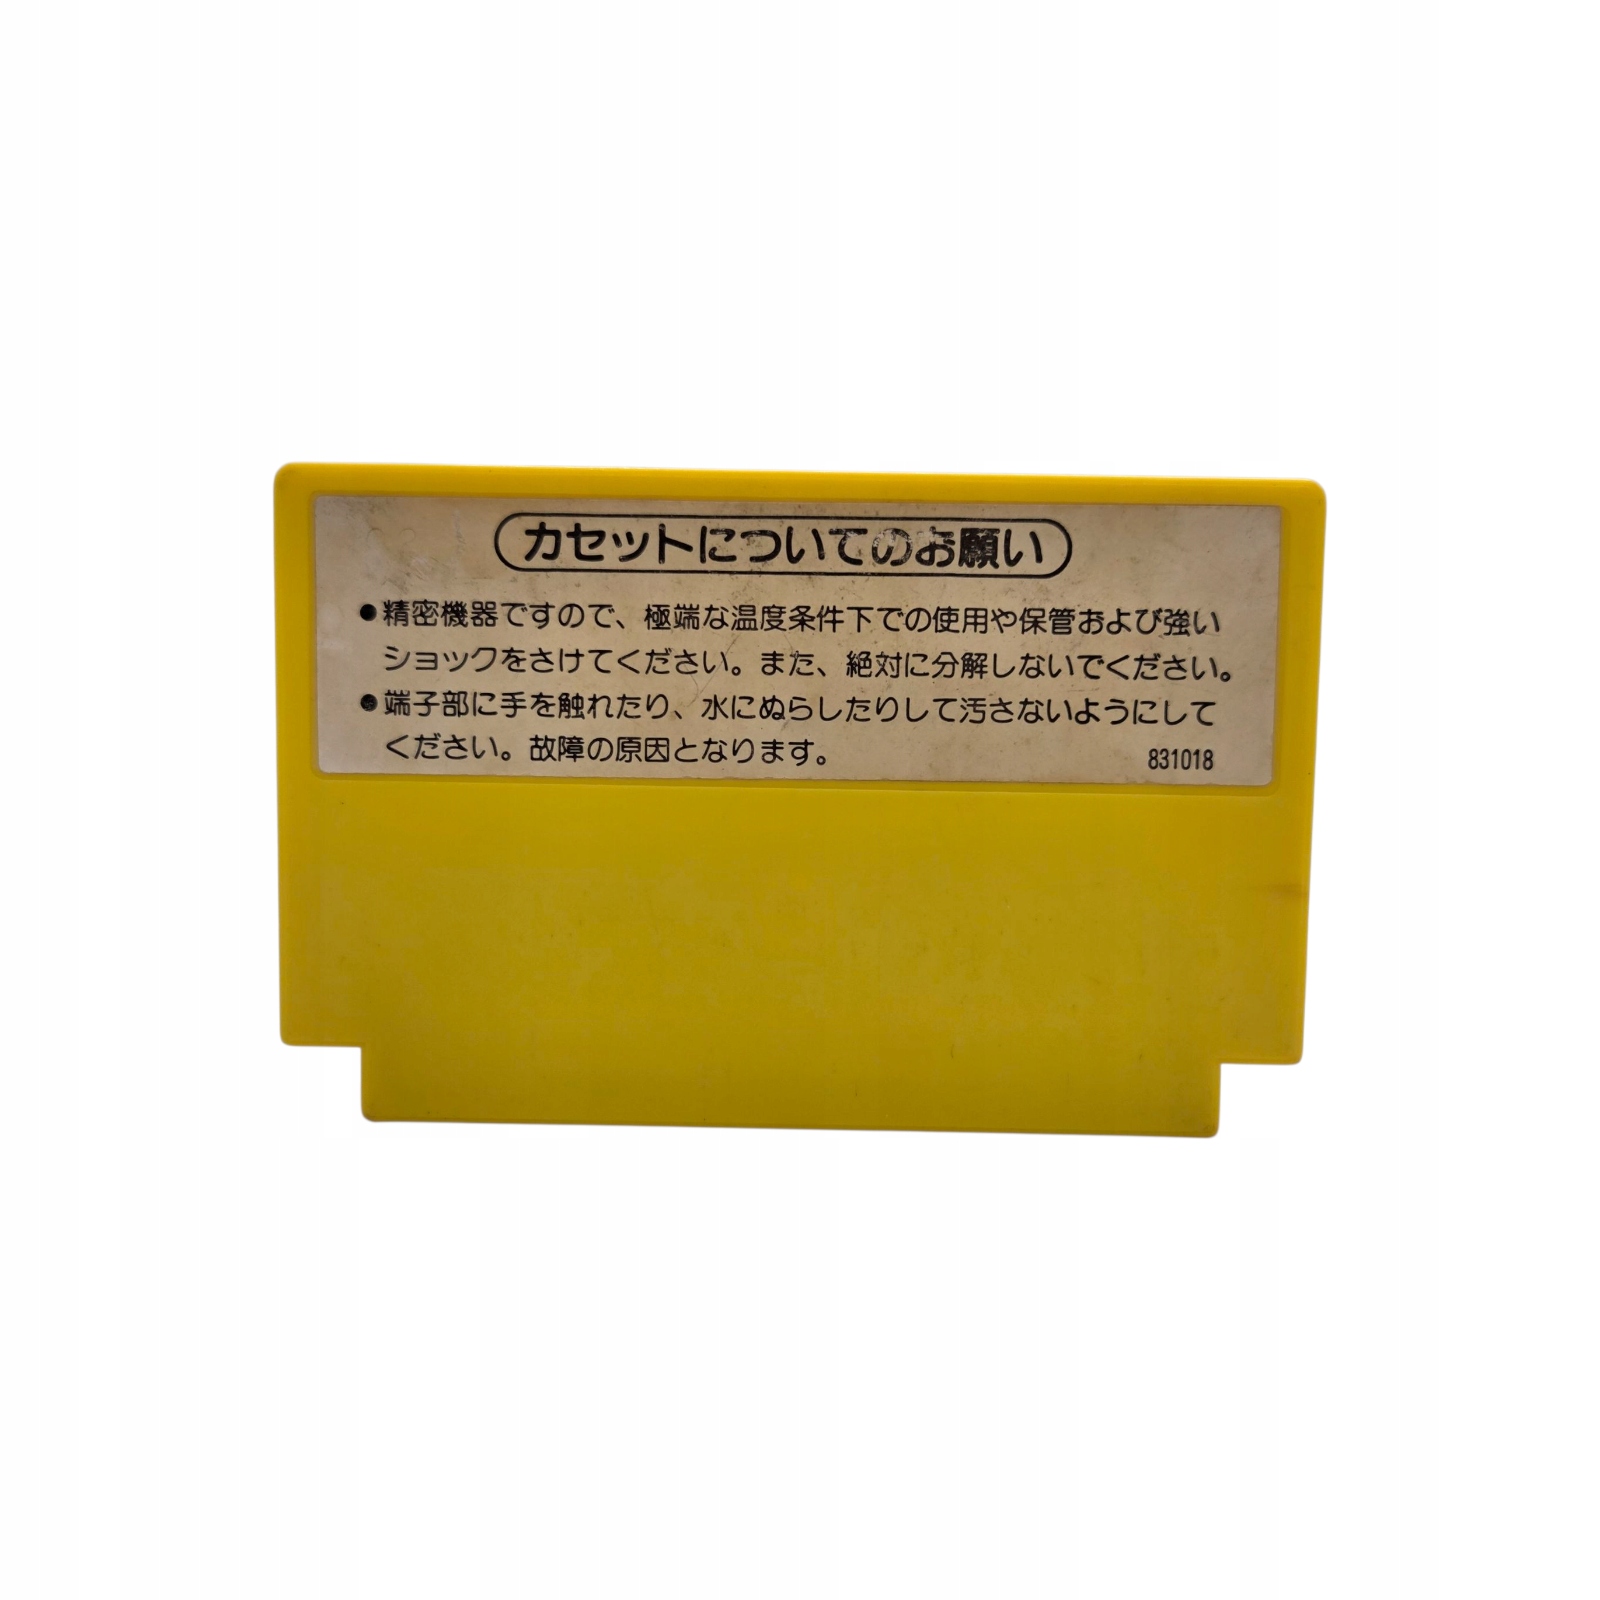 カセットについてのお願い
●精密機器ですので、極端な温度条件下での使用や保管および強い
ショックをさけてください。また、絶対に分解しないでください。
●端子部に手を触れたり、水にぬらしたりして汚さないようにして
ください。故障の原因となります。
831018